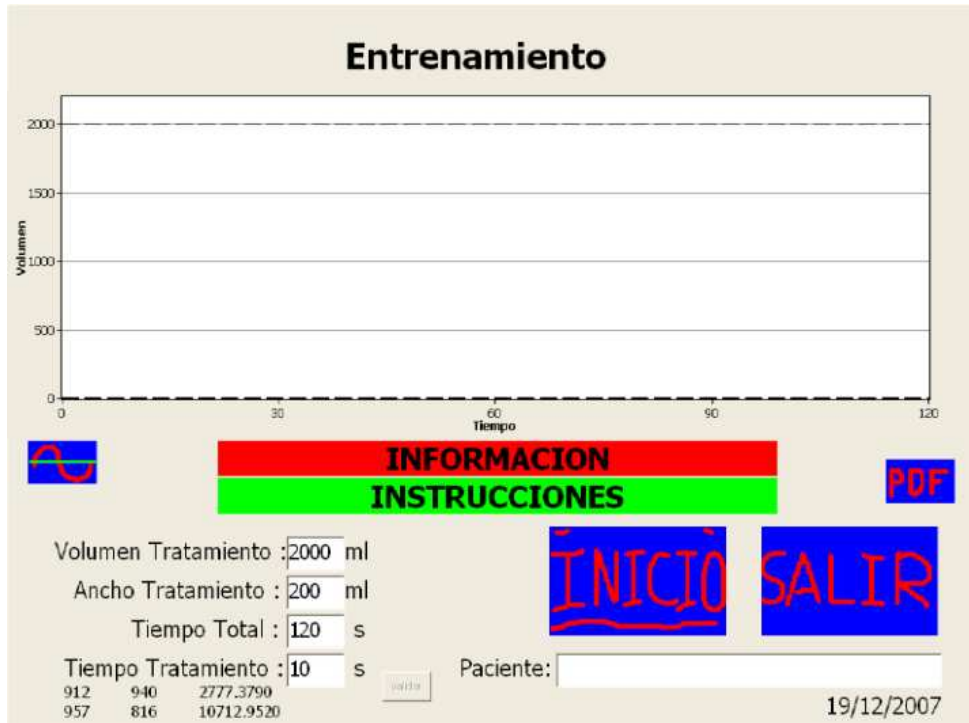 Entrenamiento
2000
1500
1000
500
0
Volumen
0 30 60 90 120
Tiempo
INFORMACION
INSTRUCCIONES
PDF
Volumen Tratamiento : 2000 ml
Ancho Tratamiento : 200 ml
Tiempo Total : 120 s
Tiempo Tratamiento : 10 s
INICIO
SALIR
Paciente:
912 940 2777.3790
957 816 10712.9520
19/12/2007